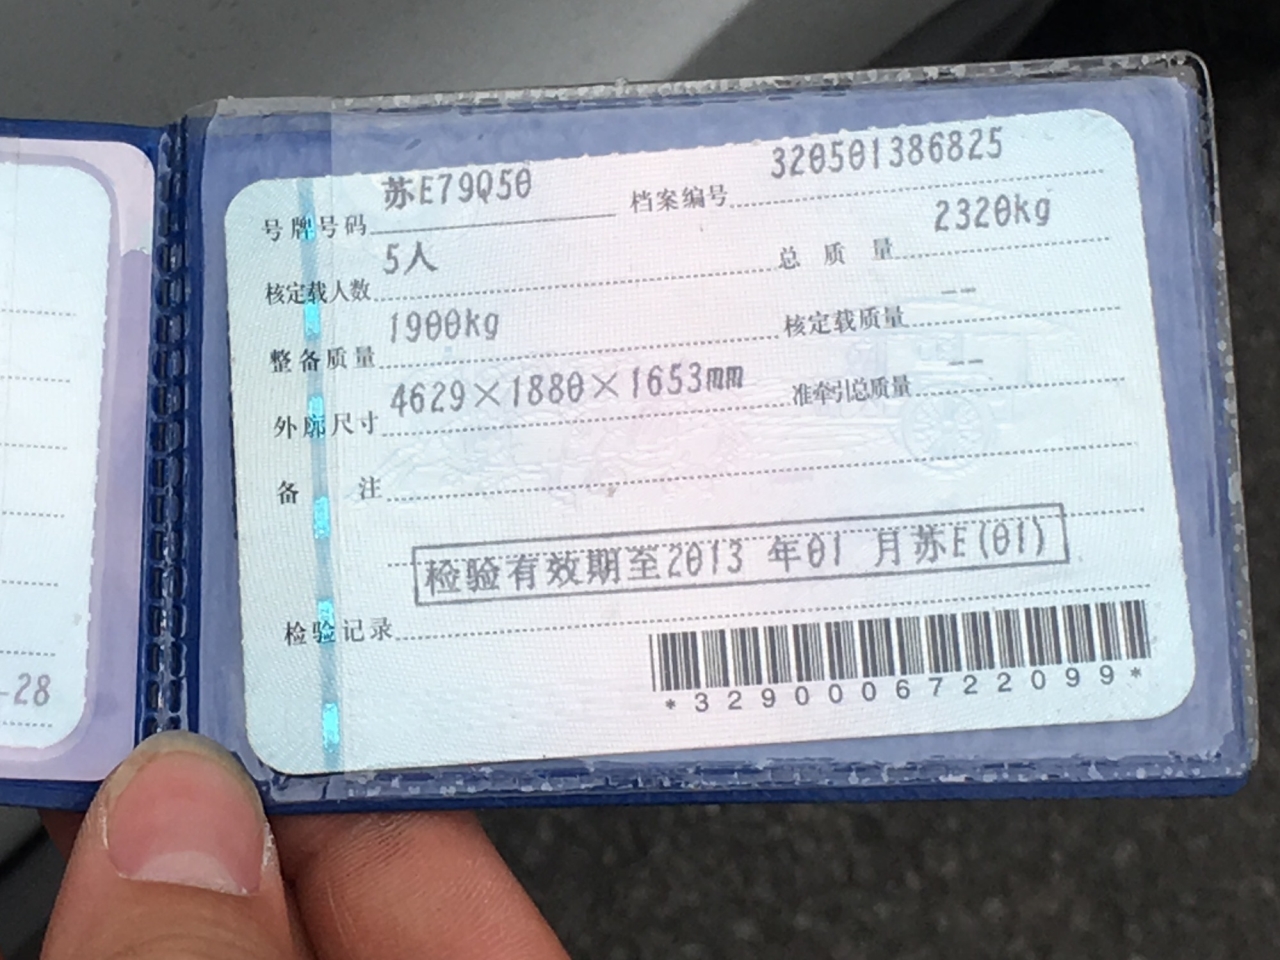 号牌号码 苏E79Q50 档案编号 320501386825
核定载人数 5人 总质量 2320kg
整备质量 1900kg 核定载质量 --
外廓尺寸 4629×1880×1653mm 准牵引总质量 --
备注
检验有效期至2013 年01 月苏E(01)
检验记录
*3290006722099*
-28